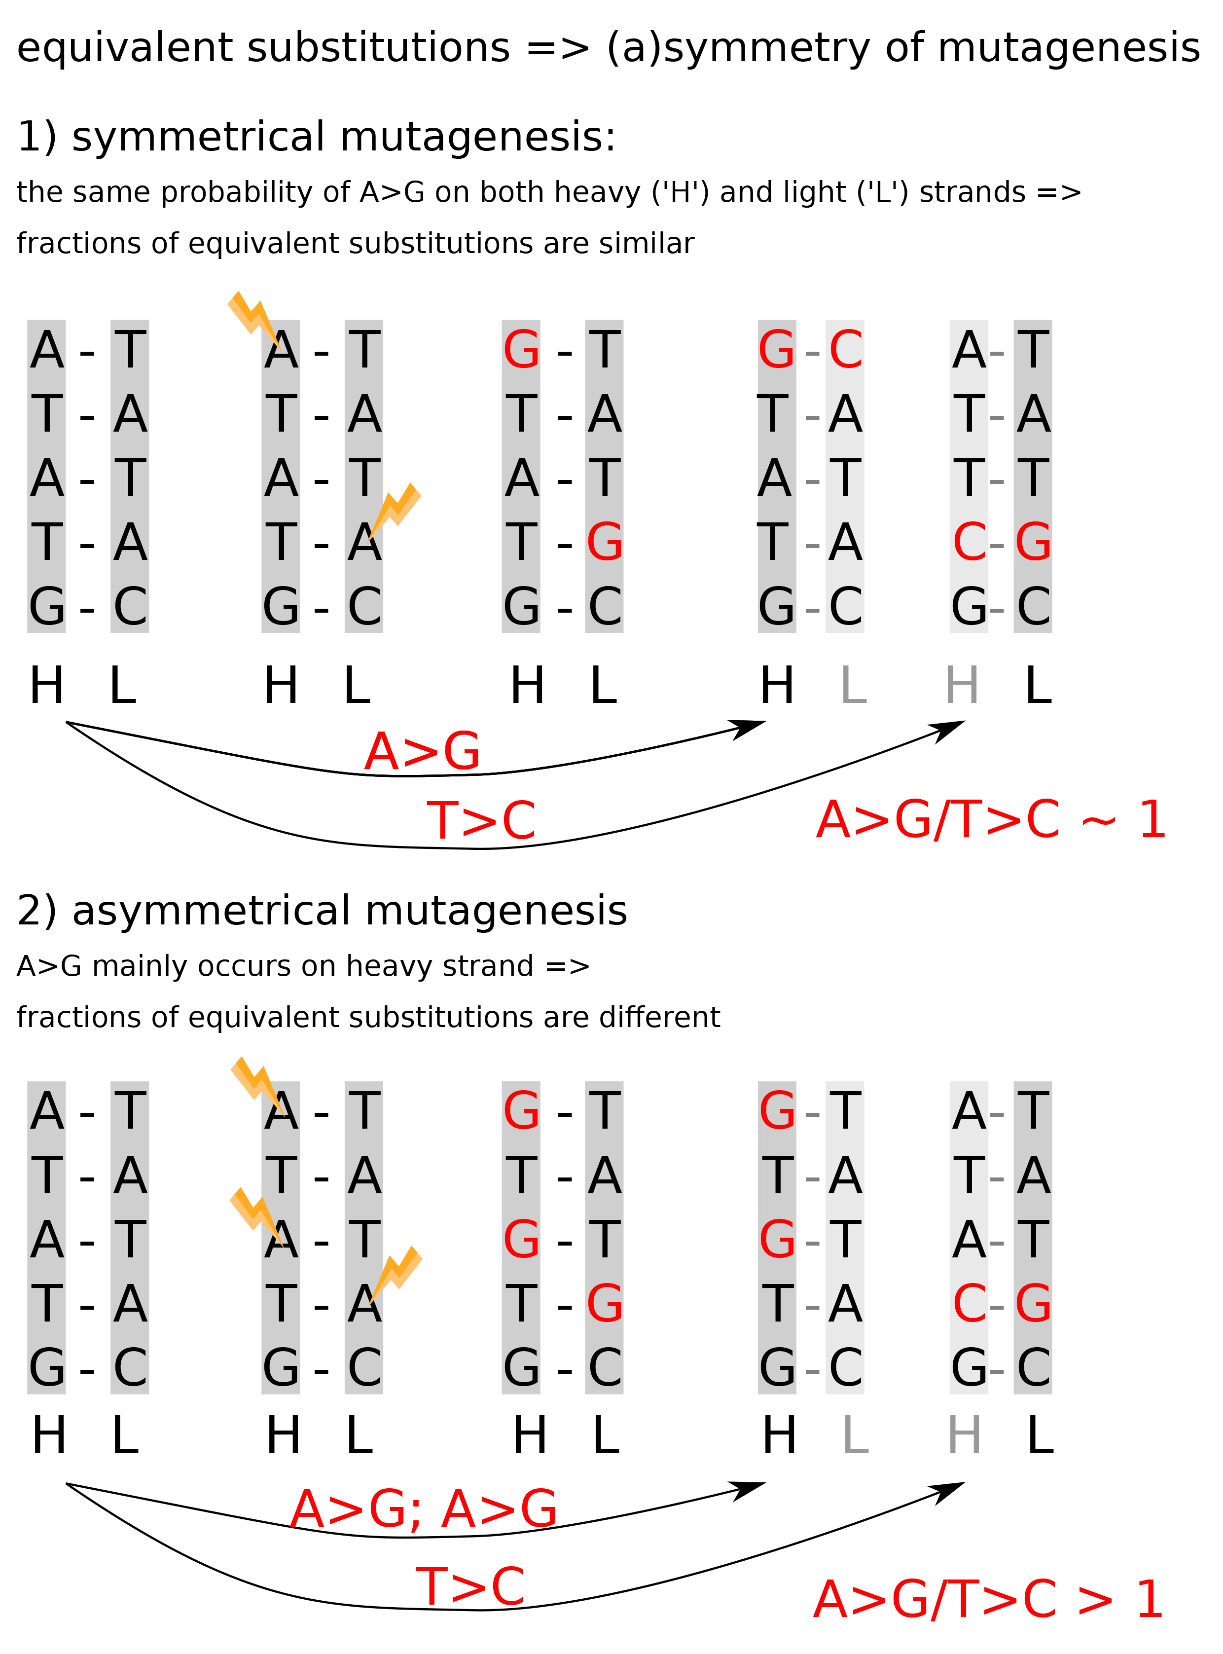 equivalent substitutions => (a)symmetry of mutagenesis
1) symmetrical mutagenesis:
the same probability of A>G on both heavy ('H') and light ('L') strands =>
fractions of equivalent substitutions are similar
A - T A - T G - T G - C A - T
T - A T - A T - A T - A T - A
A - T A - T A - T A - T T - T
T - A T - A T - G T - A C - G
G - C G - C G - C G - C G - C
H L H L H L H L H L
A>G
T>C
A>G/T>C ~ 1
2) asymmetrical mutagenesis
A>G mainly occurs on heavy strand =>
fractions of equivalent substitutions are different
A - T A - T G - T G - T A - T
T - A T - A T - A T - A T - A
A - T A - T G - T G - T A - T
T - A T - A T - G T - A C - G
G - C G - C G - C G - C G - C
H L H L H L H L H L
A>G; A>G
T>C
A>G/T>C > 1